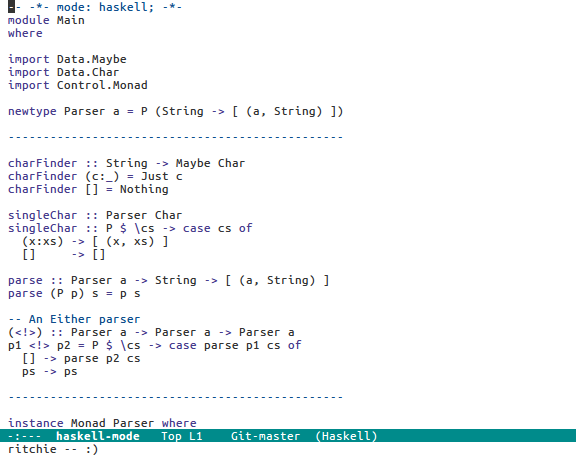 -- -*- mode: haskell; -*-
module Main
where
import Data.Maybe
import Data.Char
import Control.Monad
newtype Parser a = P (String -> [ (a, String) ])
------------------------------------------------
charFinder :: String -> Maybe Char
charFinder (c:_) = Just c
charFinder [] = Nothing
singleChar :: Parser Char
singleChar :: P $ \cs -> case cs of
  (x:xs) -> [ (x, xs) ]
  []     -> []
parse :: Parser a -> String -> [ (a, String) ]
parse (P p) s = p s
-- An Either parser
(<!>) :: Parser a -> Parser a -> Parser a
p1 <!> p2 = P $ \cs -> case parse p1 cs of
  [] -> parse p2 cs
  ps -> ps
------------------------------------------------
instance Monad Parser where
-:---  haskell-mode   Top L1    Git-master  (Haskell)
ritchie -- :)